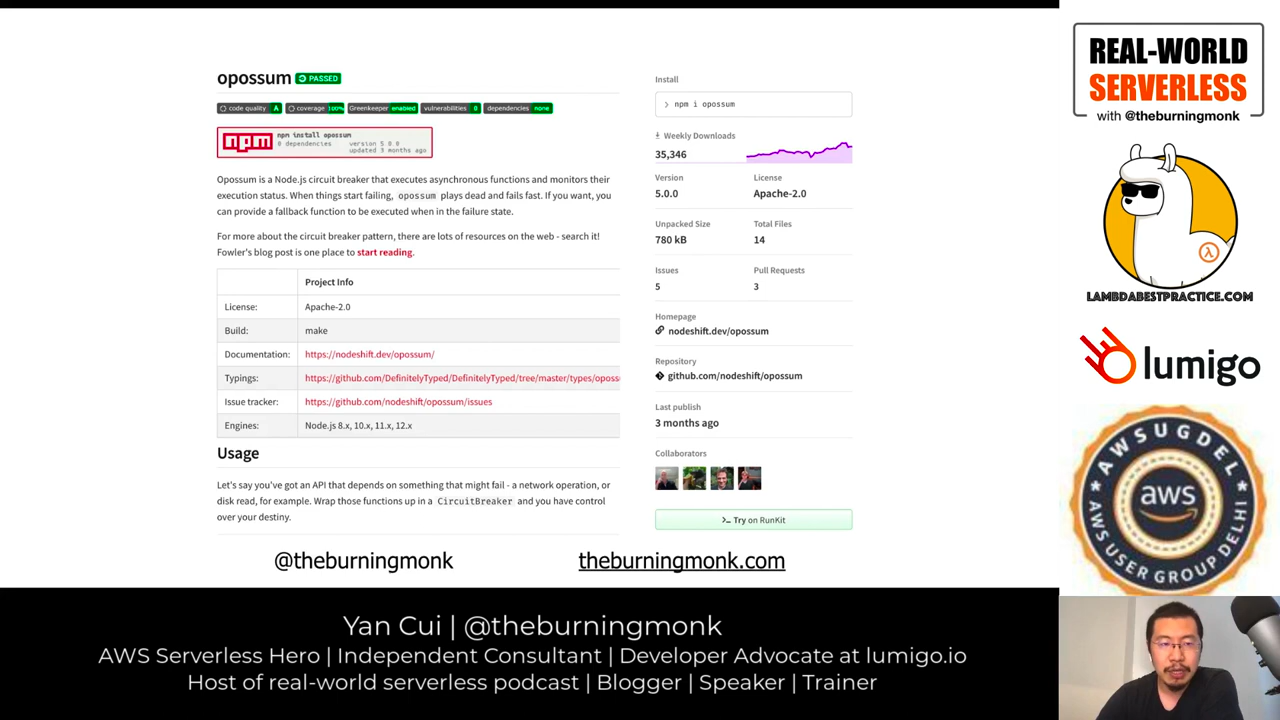 opossum PASSED
code quality A coverage 100% Greenkeeper enabled vulnerabilities 0 dependencies none
npm
npm install opossum
0 dependencies version 5.0.0
updated 3 months ago
Opossum is a Node.js circuit breaker that executes asynchronous functions and monitors their
execution status. When things start failing, opossum plays dead and fails fast. If you want, you
can provide a fallback function to be executed when in the failure state.
For more about the circuit breaker pattern, there are lots of resources on the web - search it!
Fowler's blog post is one place to start reading.
Project Info
License: Apache-2.0
Build: make
Documentation: https://nodeshift.dev/opossum/
Typings: https://github.com/DefinitelyTyped/DefinitelyTyped/tree/master/types/oposs
Issue tracker: https://github.com/nodeshift/opossum/issues
Engines: Node.js 8.x, 10.x, 11.x, 12.x
Usage
Let's say you've got an API that depends on something that might fail - a network operation, or
disk read, for example. Wrap those functions up in a CircuitBreaker and you have control
over your destiny.
Install
> npm i opossum
Weekly Downloads
35,346
Version License
5.0.0 Apache-2.0
Unpacked Size Total Files
780 kB 14
Issues Pull Requests
5 3
Homepage
nodeshift.dev/opossum
Repository
github.com/nodeshift/opossum
Last publish
3 months ago
Collaborators
Try on RunKit
@theburningmonk theburningmonk.com
Yan Cui | @theburningmonk
AWS Serverless Hero | Independent Consultant | Developer Advocate at lumigo.io
Host of real-world serverless podcast | Blogger | Speaker | Trainer
REAL-WORLD
SERVERLESS
with @theburningmonk
λ
LAMBDABESTPRACTICE.COM
lumigo
AWSUGDEL
aws
AWS USER GROUP DELHI